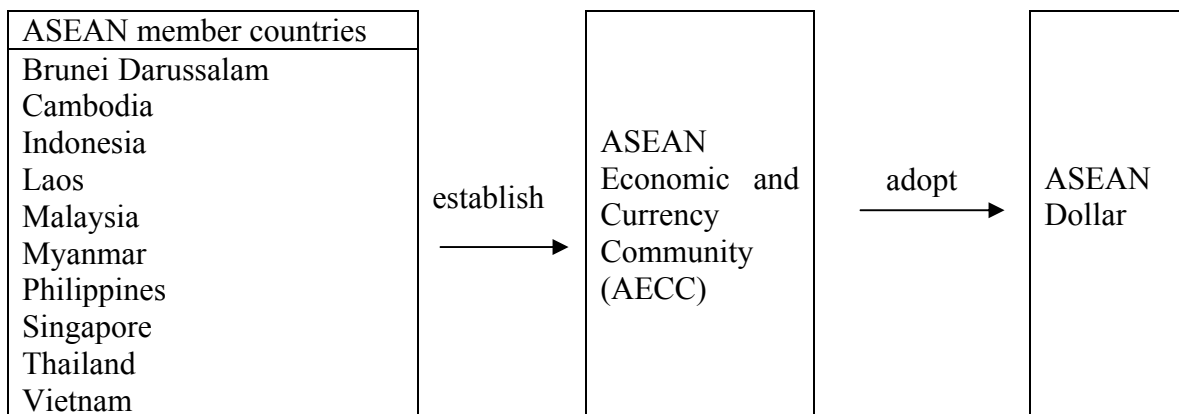 ASEAN member countries
Brunei Darussalam
Cambodia
Indonesia
Laos
Malaysia
Myanmar
Philippines
Singapore
Thailand
Vietnam
establish
ASEAN
Economic and
Currency
Community
(AECC)
adopt
ASEAN
Dollar